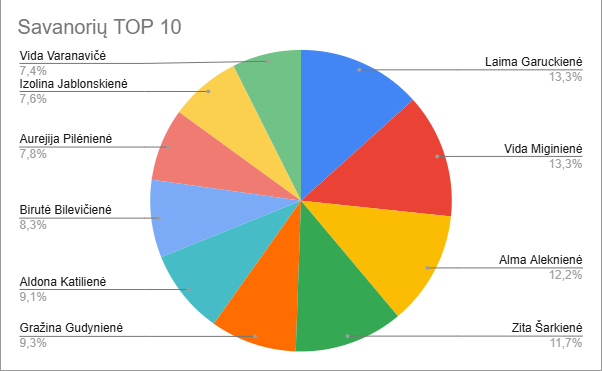 Savanorių TOP 10
Vida Varanavičė
7,4%
Izolina Jablonskienė
7,6%
Aurejija Pilėnienė
7,8%
Birutė Bilevičienė
8,3%
Aldona Katilienė
9,1%
Gražina Gudynienė
9,3%
Laima Garuckienė
13,3%
Vida Miginienė
13,3%
Alma Aleknienė
12,2%
Zita Šarkienė
11,7%